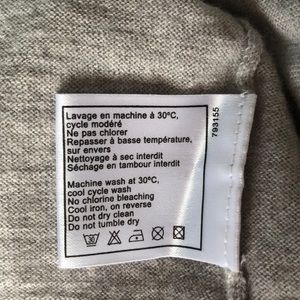 Lavage en machine à 30°C,
cycle modéré
Ne pas chlorer
Repasser à basse température,
sur envers
Nettoyage à sec interdit
Séchage en tambour interdit
Machine wash at 30°C,
cool cycle wash
No chlorine bleaching
Cool iron, on reverse
Do not dry clean
Do not tumble dry
30
793155